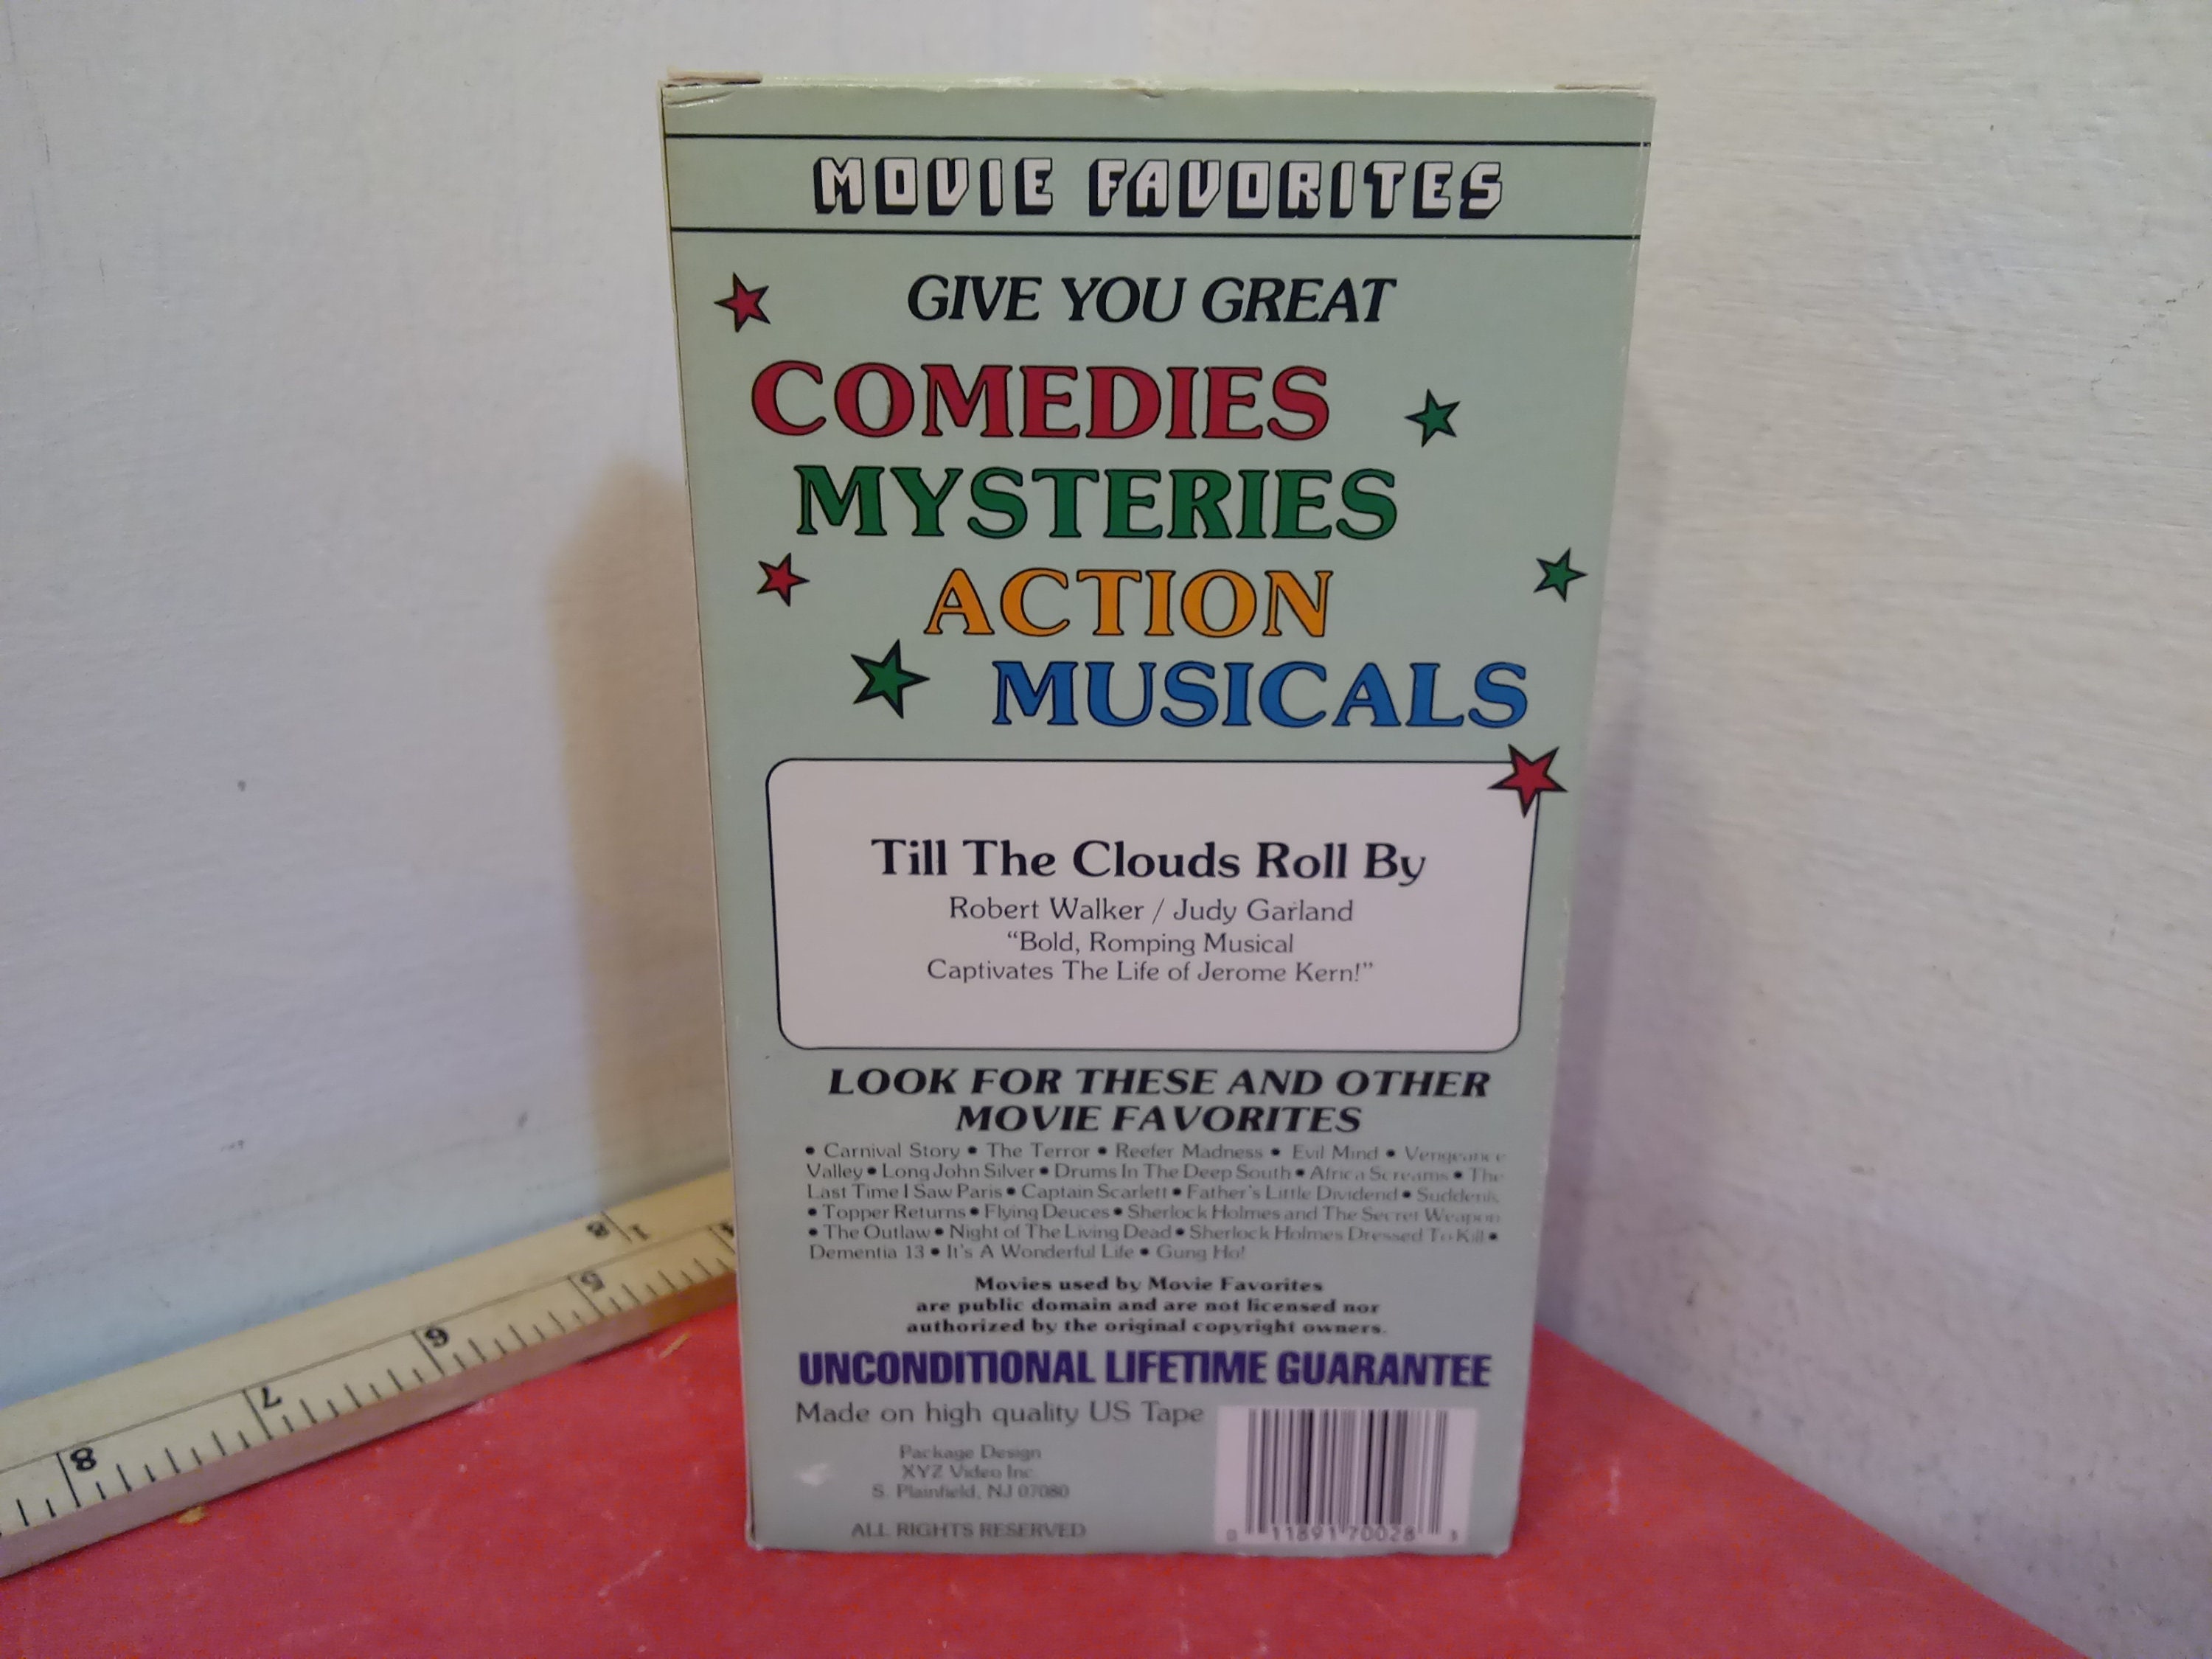 MOVIE FAVORITES
GIVE YOU GREAT
COMEDIES
MYSTERIES
ACTION
MUSICALS
Till The Clouds Roll By
Robert Walker / Judy Garland
“Bold, Romping Musical
Captivates The Life of Jerome Kern!”
LOOK FOR THESE AND OTHER
MOVIE FAVORITES
• Carnival Story • The Terror • Reefer Madness • Evil Mind • Vengeance
Valley • Long John Silver • Drums In The Deep South • Africa Screams • The
Last Time I Saw Paris • Captain Scarlett • Father's Little Dividend • Suddenly
• Topper Returns • Flying Deuces • Sherlock Holmes and The Secret Weapon
• The Outlaw • Night of The Living Dead • Sherlock Holmes Dressed To Kill •
Dementia 13 • It's A Wonderful Life • Gung Ho!
Movies used by Movie Favorites
are public domain and are not licensed nor
authorized by the original copyright owners.
UNCONDITIONAL LIFETIME GUARANTEE
Made on high quality US Tape
Package Design
XYZ Video Inc.
S. Plainfield, NJ 07080
ALL RIGHTS RESERVED
0 11891 70028 3
8 7 6 5
8 1